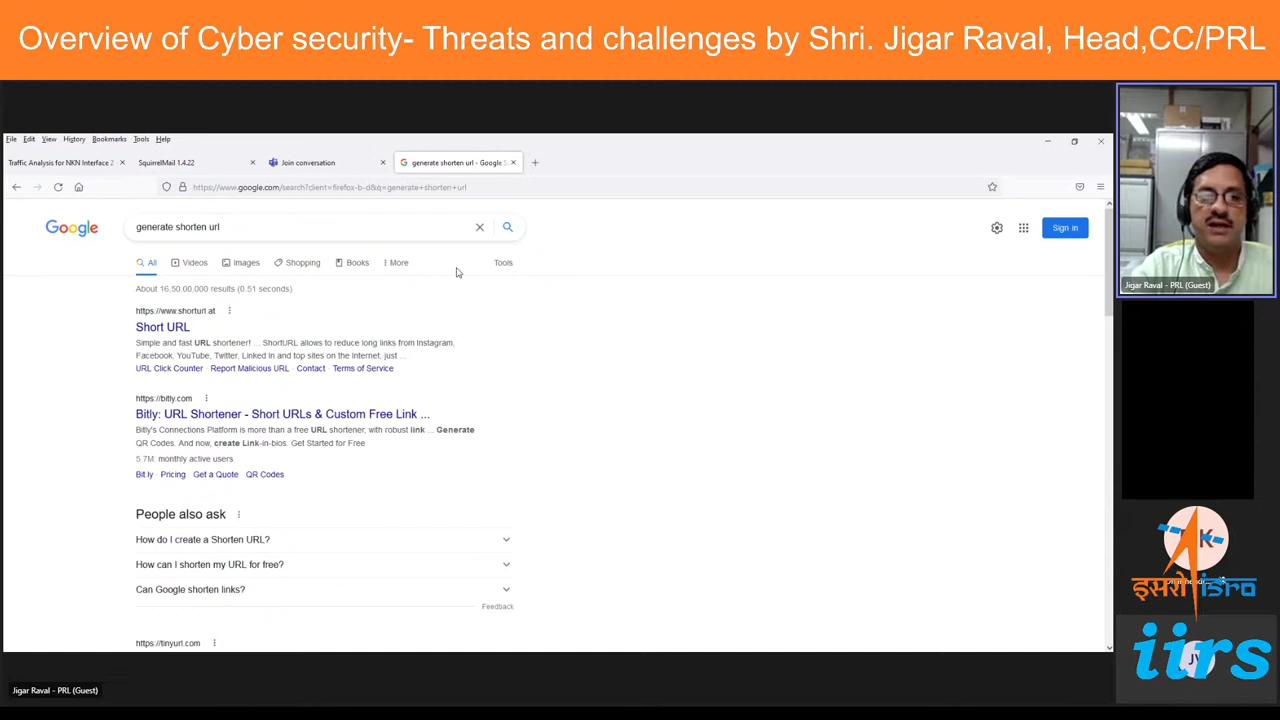 Overview of Cyber security- Threats and challenges by Shri. Jigar Raval, Head,CC/PRL
File Edit View History Bookmarks Tools Help
Traffic Analysis for NKN Interface 2
SquirrelMail 1.4.22
Join conversation
generate shorten url - Google S
https://www.google.com/search?client=firefox-b-d&q=generate+shorten+url
Google
generate shorten url
Sign in
All Videos Images Shopping Books More Tools
About 16,50,00,000 results (0.51 seconds)
https://www.shorturl.at
Short URL
Simple and fast URL shortener! ... ShortURL allows to reduce long links from Instagram,
Facebook, YouTube, Twitter, Linked In and top sites on the Internet, just ...
URL Click Counter · Report Malicious URL · Contact · Terms of Service
https://bitly.com
Bitly: URL Shortener - Short URLs & Custom Free Link ...
Bitly's Connections Platform is more than a free URL shortener, with robust link ... Generate
QR Codes. And now, create Link-in-bios. Get Started for Free
5.7M monthly active users
Bit.ly · Pricing · Get a Quote · QR Codes
People also ask
How do I create a Shorten URL?
How can I shorten my URL for free?
Can Google shorten links?
Feedback
https://tinyurl.com
Jigar Raval - PRL (Guest)
K
इसरो isro
iirs
JY
Jigar Raval - PRL (Guest)